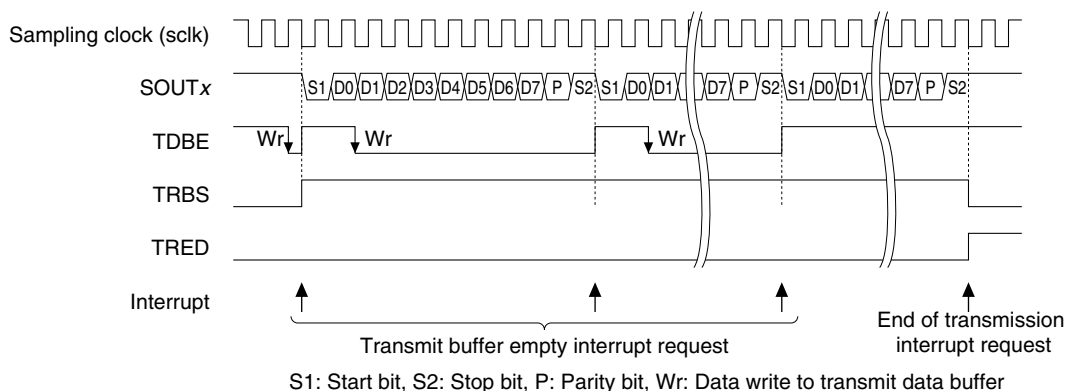 Sampling clock (sclk)
SOUTx S1 D0 D1 D2 D3 D4 D5 D6 D7 P S2 S1 D0 D1 D7 P S2 S1 D0 D1 D7 P S2
TDBE Wr Wr Wr
TRBS
TRED
Interrupt
Transmit buffer empty interrupt request
End of transmission
interrupt request
S1: Start bit, S2: Stop bit, P: Parity bit, Wr: Data write to transmit data buffer